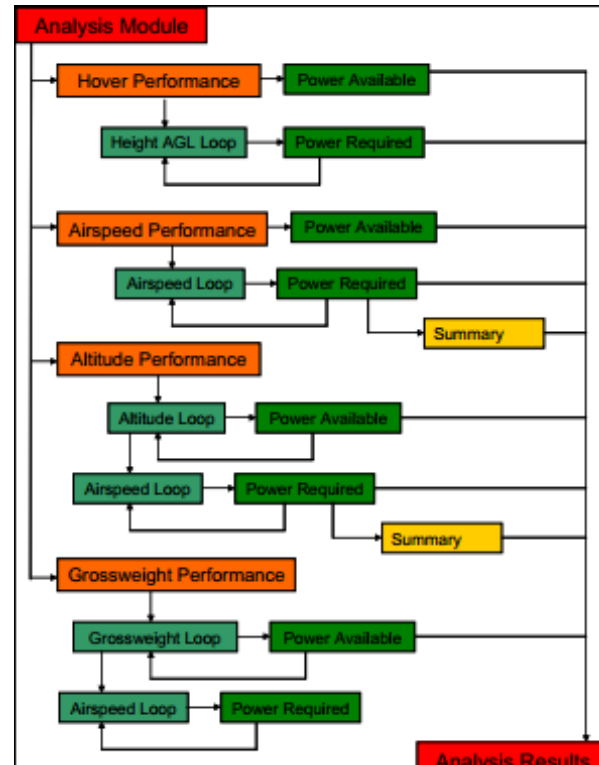 Analysis Module
Hover Performance
Power Available
Height AGL Loop
Power Required
Airspeed Performance
Power Available
Airspeed Loop
Power Required
Summary
Altitude Performance
Altitude Loop
Power Available
Airspeed Loop
Power Required
Summary
Grossweight Performance
Grossweight Loop
Power Available
Airspeed Loop
Power Required
Analysis Results